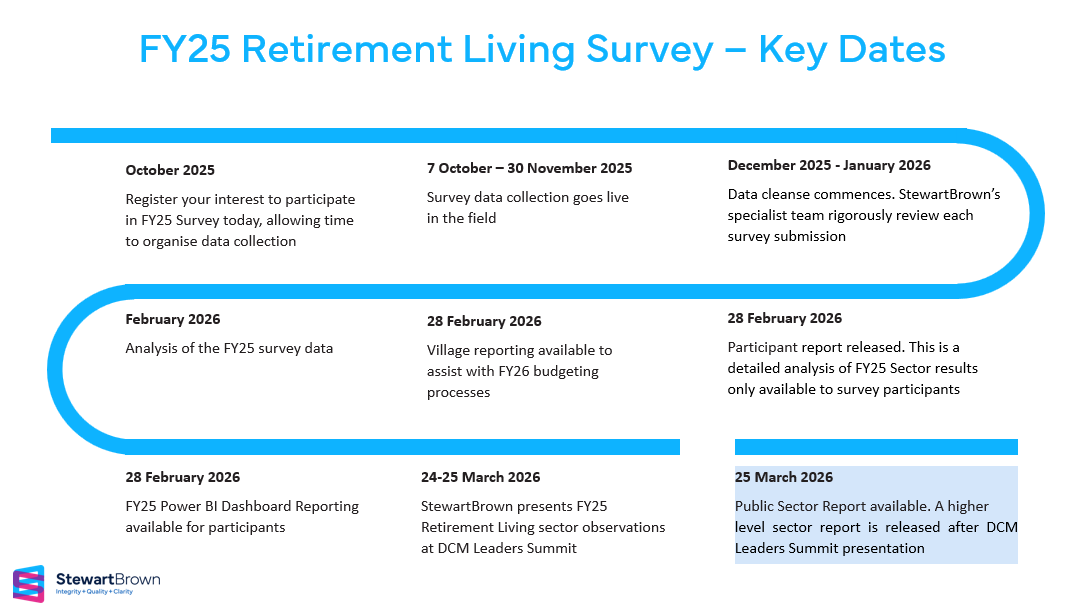 FY25 Retirement Living Survey – Key Dates
October 2025
Register your interest to participate
in FY25 Survey today, allowing time
to organise data collection
7 October – 30 November 2025
Survey data collection goes live
in the field
December 2025 - January 2026
Data cleanse commences. StewartBrown’s
specialist team rigorously review each
survey submission
February 2026
Analysis of the FY25 survey data
28 February 2026
Village reporting available to
assist with FY26 budgeting
processes
28 February 2026
Participant report released. This is a
detailed analysis of FY25 Sector results
only available to survey participants
28 February 2026
FY25 Power BI Dashboard Reporting
available for participants
24-25 March 2026
StewartBrown presents FY25
Retirement Living sector observations
at DCM Leaders Summit
25 March 2026
Public Sector Report available. A higher
level sector report is released after DCM
Leaders Summit presentation
StewartBrown
Integrity + Quality + Clarity